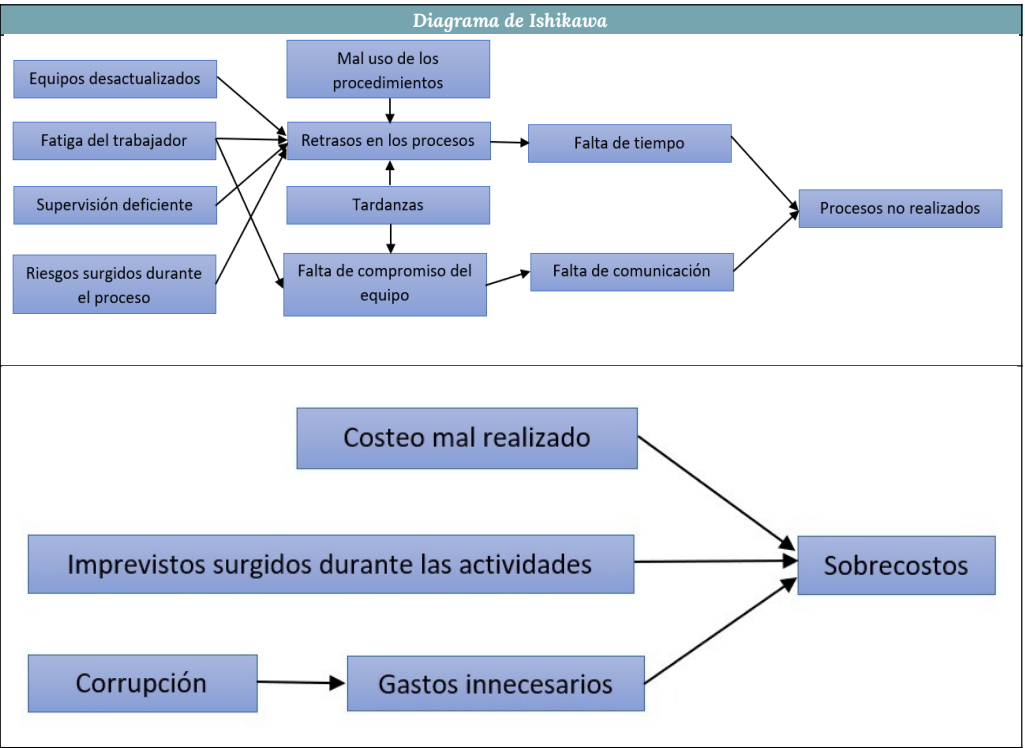 Diagrama de Ishikawa
Mal uso de los
procedimientos
Equipos desactualizados
Fatiga del trabajador
Retrasos en los procesos
Falta de tiempo
Supervisión deficiente
Tardanzas
Procesos no realizados
Riesgos surgidos durante
el proceso
Falta de compromiso del
equipo
Falta de comunicación
Costeo mal realizado
Imprevistos surgidos durante las actividades
Sobrecostos
Corrupción
Gastos innecesarios